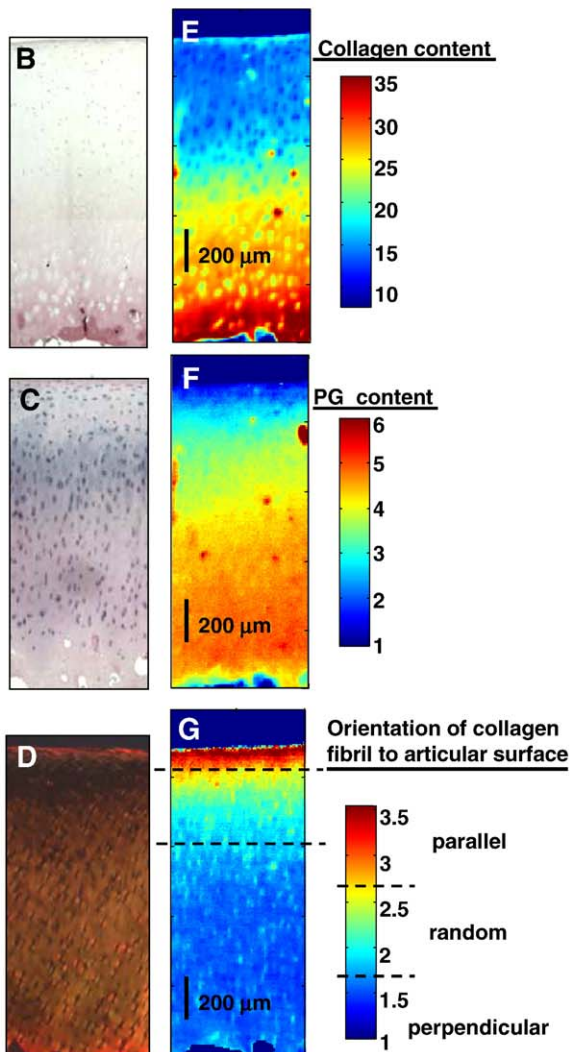 B
E
Collagen content
35
30
25
20
15
10
200 μm
C
F
PG content
6
5
4
3
2
1
200 μm
D
G
Orientation of collagen
fibril to articular surface
3.5
parallel
3
2.5
random
2
1.5
perpendicular
1
200 μm